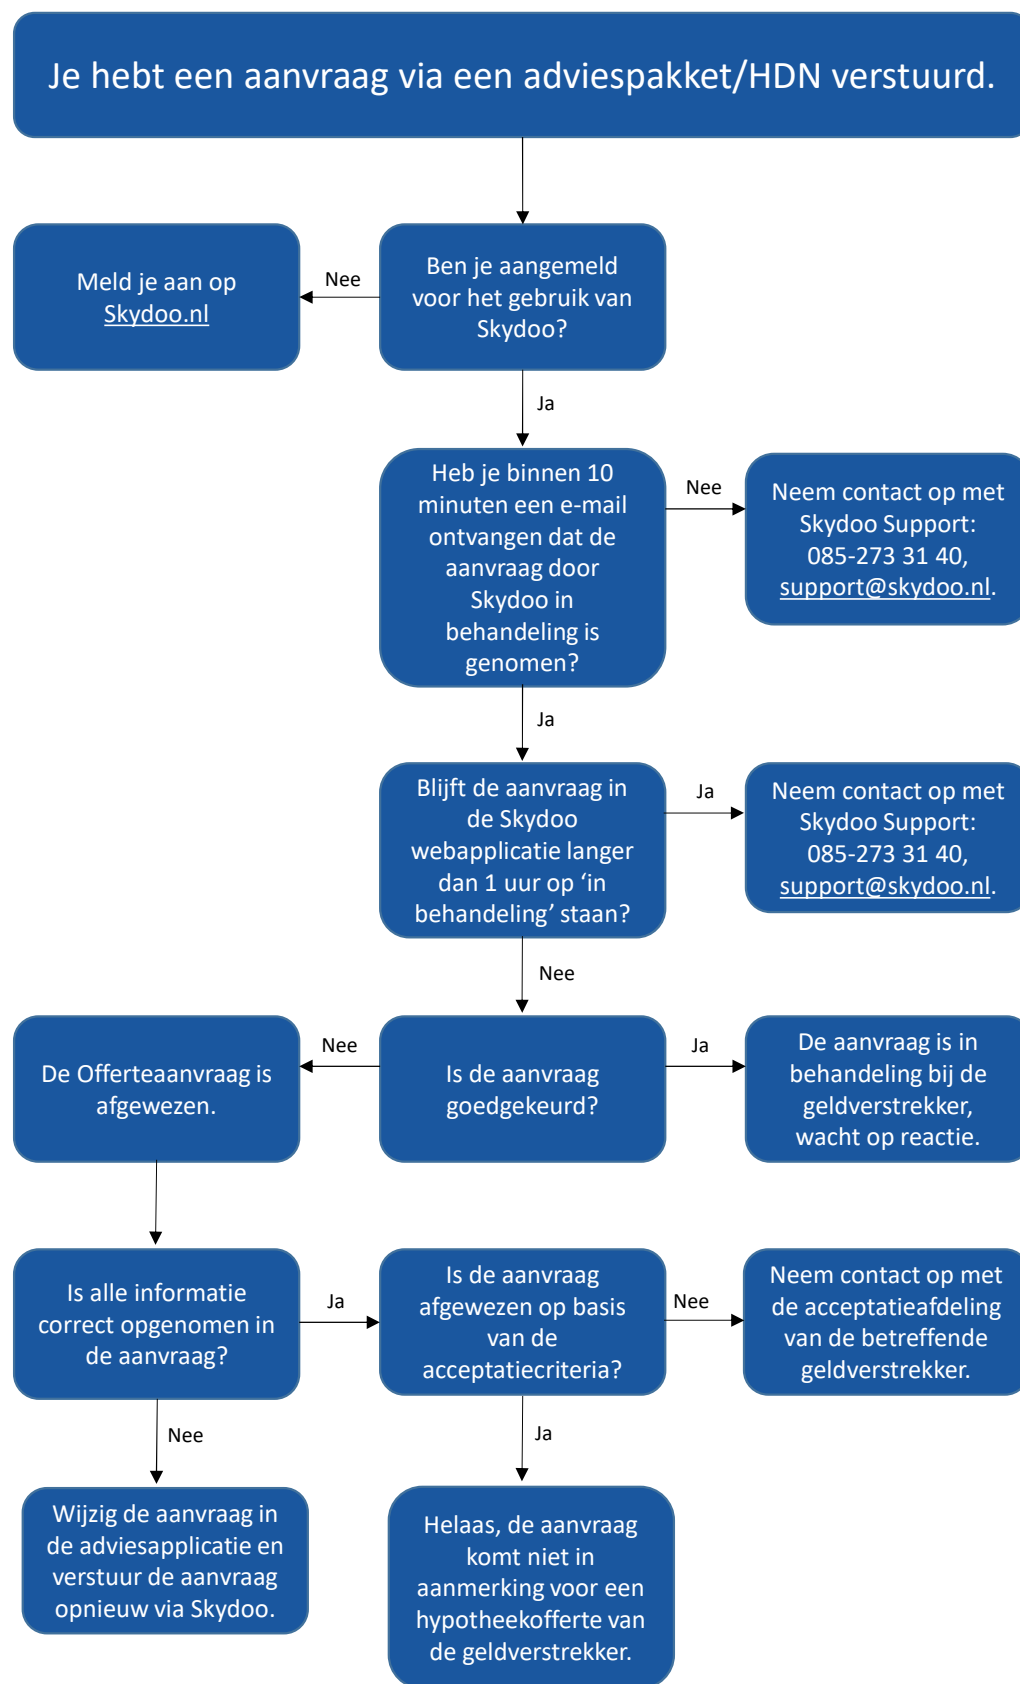 Je hebt een aanvraag via een adviespakket/HDN verstuurd.
Meld je aan op
Skydoo.nl
Nee
Ben je aangemeld
voor het gebruik van
Skydoo?
Ja
Heb je binnen 10
minuten een e-mail
ontvangen dat de
aanvraag door
Skydoo in
behandeling is
genomen?
Nee
Neem contact op met
Skydoo Support:
085-273 31 40,
support@skydoo.nl.
Ja
Blijft de aanvraag in
de Skydoo
webapplicatie langer
dan 1 uur op ‘in
behandeling’ staan?
Ja
Neem contact op met
Skydoo Support:
085-273 31 40,
support@skydoo.nl.
Nee
De Offerteaanvraag is
afgewezen.
Nee
Is de aanvraag
goedgekeurd?
Ja
De aanvraag is in
behandeling bij de
geldverstrekker,
wacht op reactie.
Is alle informatie
correct opgenomen in
de aanvraag?
Ja
Is de aanvraag
afgewezen op basis
van de
acceptatiecriteria?
Nee
Neem contact op met
de acceptatieafdeling
van de betreffende
geldverstrekker.
Nee
Ja
Wijzig de aanvraag in
de adviesapplicatie en
verstuur de aanvraag
opnieuw via Skydoo.
Helaas, de aanvraag
komt niet in
aanmerking voor een
hypotheekofferte van
de geldverstrekker.